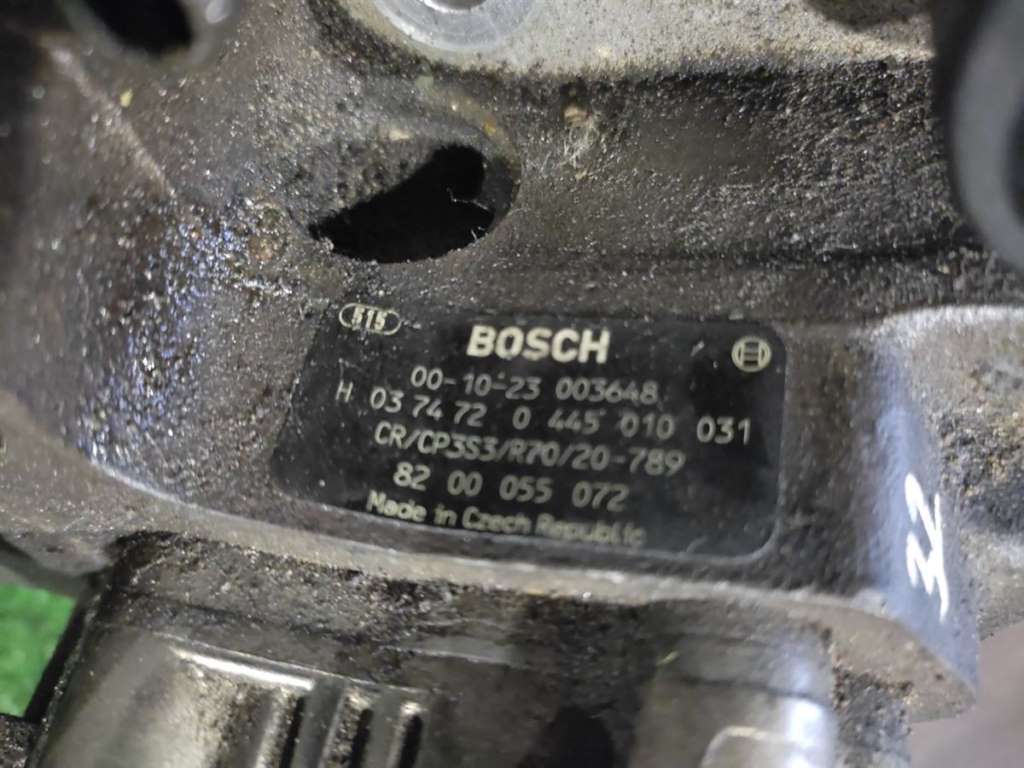 515
BOSCH
00-10-23 003648
H 03 74 72 0 445 010 031
CR/CP3S3/R70/20-789
82 00 055 072
Made in Czech Republic
32